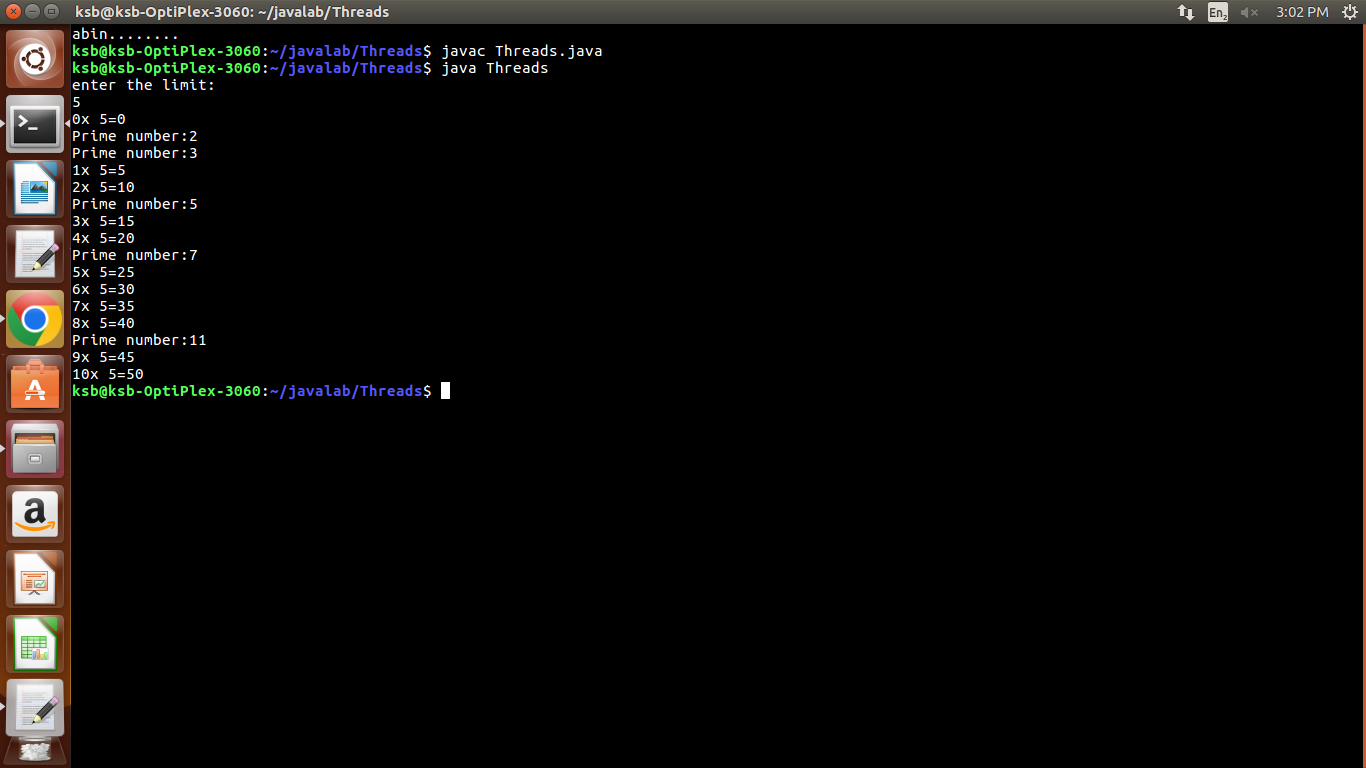 ksb@ksb-OptiPlex-3060: ~/javalab/Threads
En2
3:02 PM
abin........
ksb@ksb-OptiPlex-3060:~/javalab/Threads$ javac Threads.java
ksb@ksb-OptiPlex-3060:~/javalab/Threads$ java Threads
enter the limit:
5
0x 5=0
Prime number:2
Prime number:3
1x 5=5
2x 5=10
Prime number:5
3x 5=15
4x 5=20
Prime number:7
5x 5=25
6x 5=30
7x 5=35
8x 5=40
Prime number:11
9x 5=45
10x 5=50
ksb@ksb-OptiPlex-3060:~/javalab/Threads$